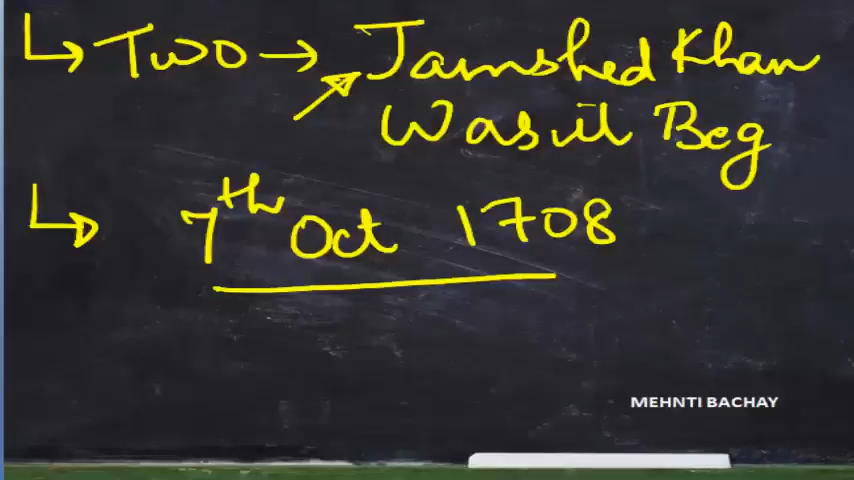 Two → Jamshed Khan
Wasil Beg
7th Oct 1708
MEHNTI BACHAY